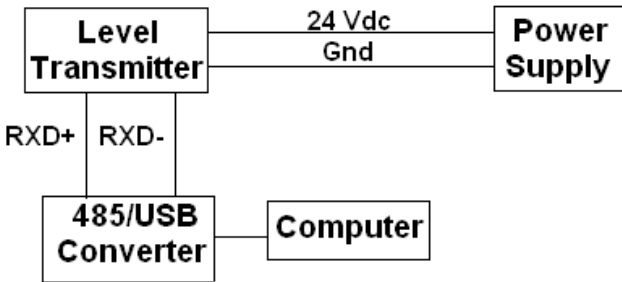 Level
Transmitter
24 Vdc
Gnd
Power
Supply
RXD+
RXD-
485/USB
Converter
Computer